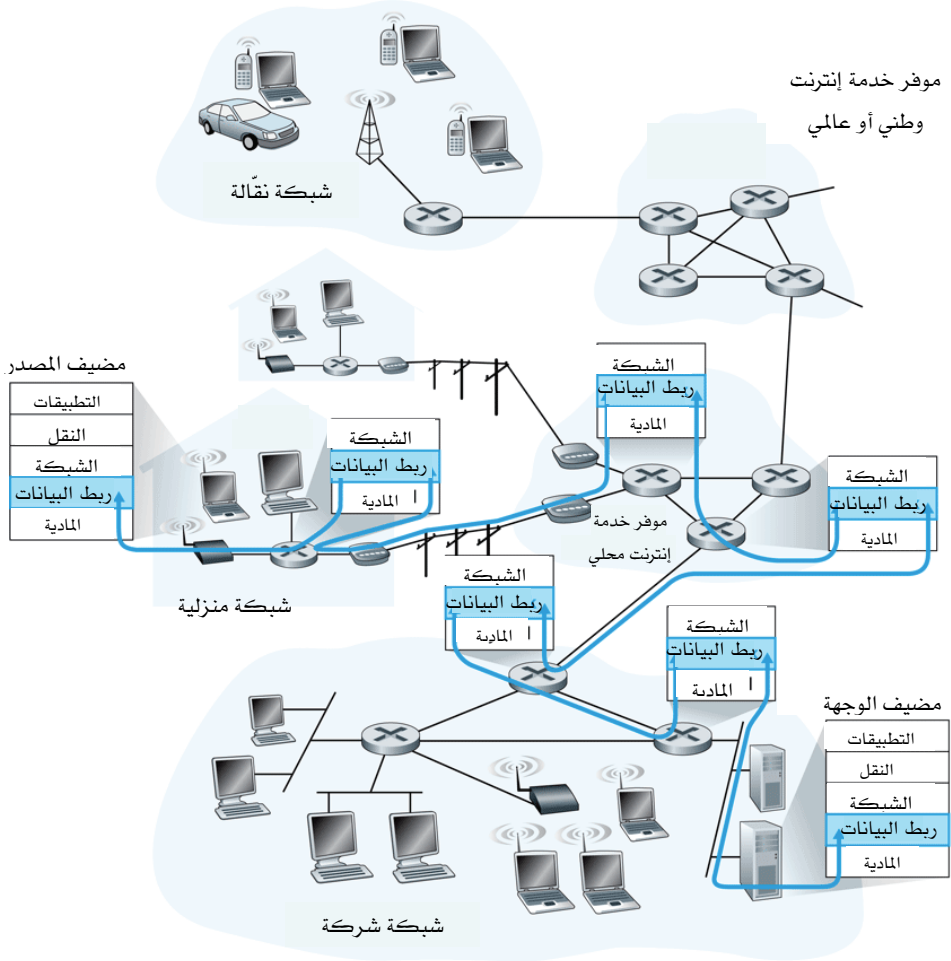 موفر خدمة إنترنت
وطني أو عالمي
شبكة نقّالة
مضيف المصدر
التطبيقات
النقل
الشبكة
ربط البيانات
المادية
الشبكة
ربط البيانات
المادية
الشبكة
ربط البيانات
المادية
الشبكة
ربط البيانات
المادية
موفر خدمة
إنترنت محلي
شبكة منزلية
الشبكة
ربط البيانات
المادية
الشبكة
ربط البيانات
المادية
مضيف الوجهة
التطبيقات
النقل
الشبكة
ربط البيانات
المادية
شبكة شركة